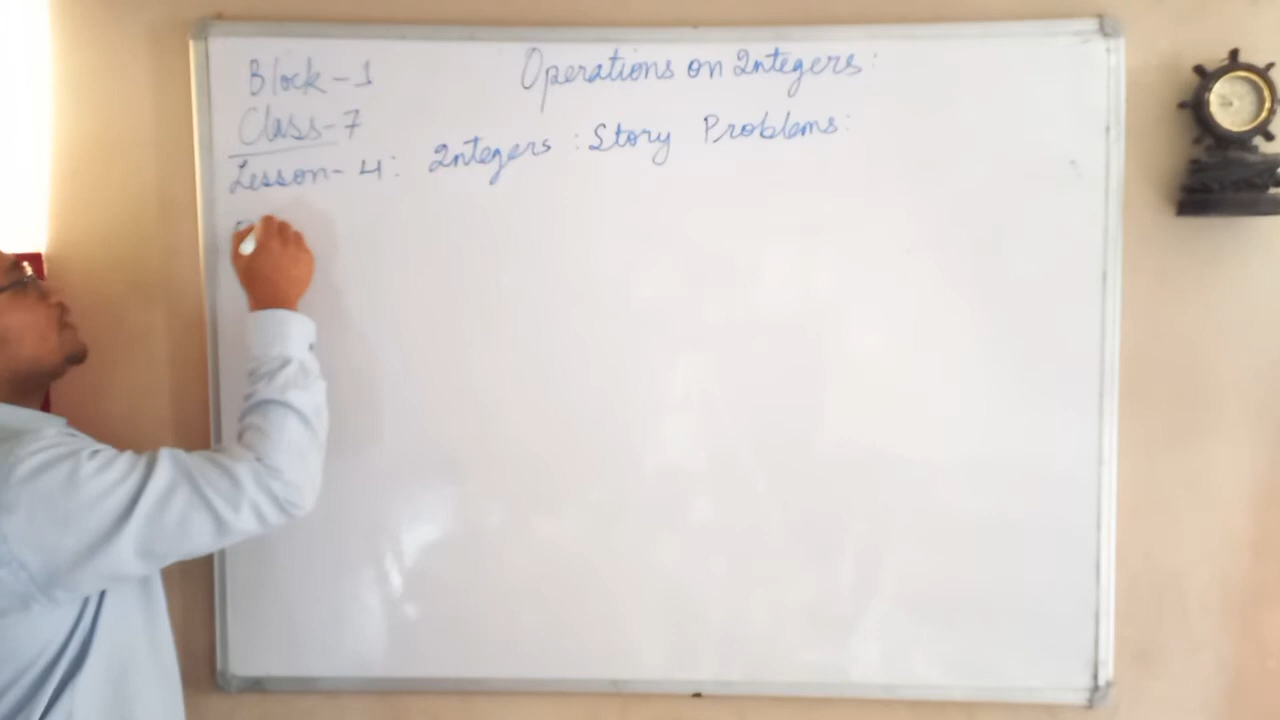 Block-1
Operations on Integers:
Class-7
Lesson-4: Integers: Story Problems: